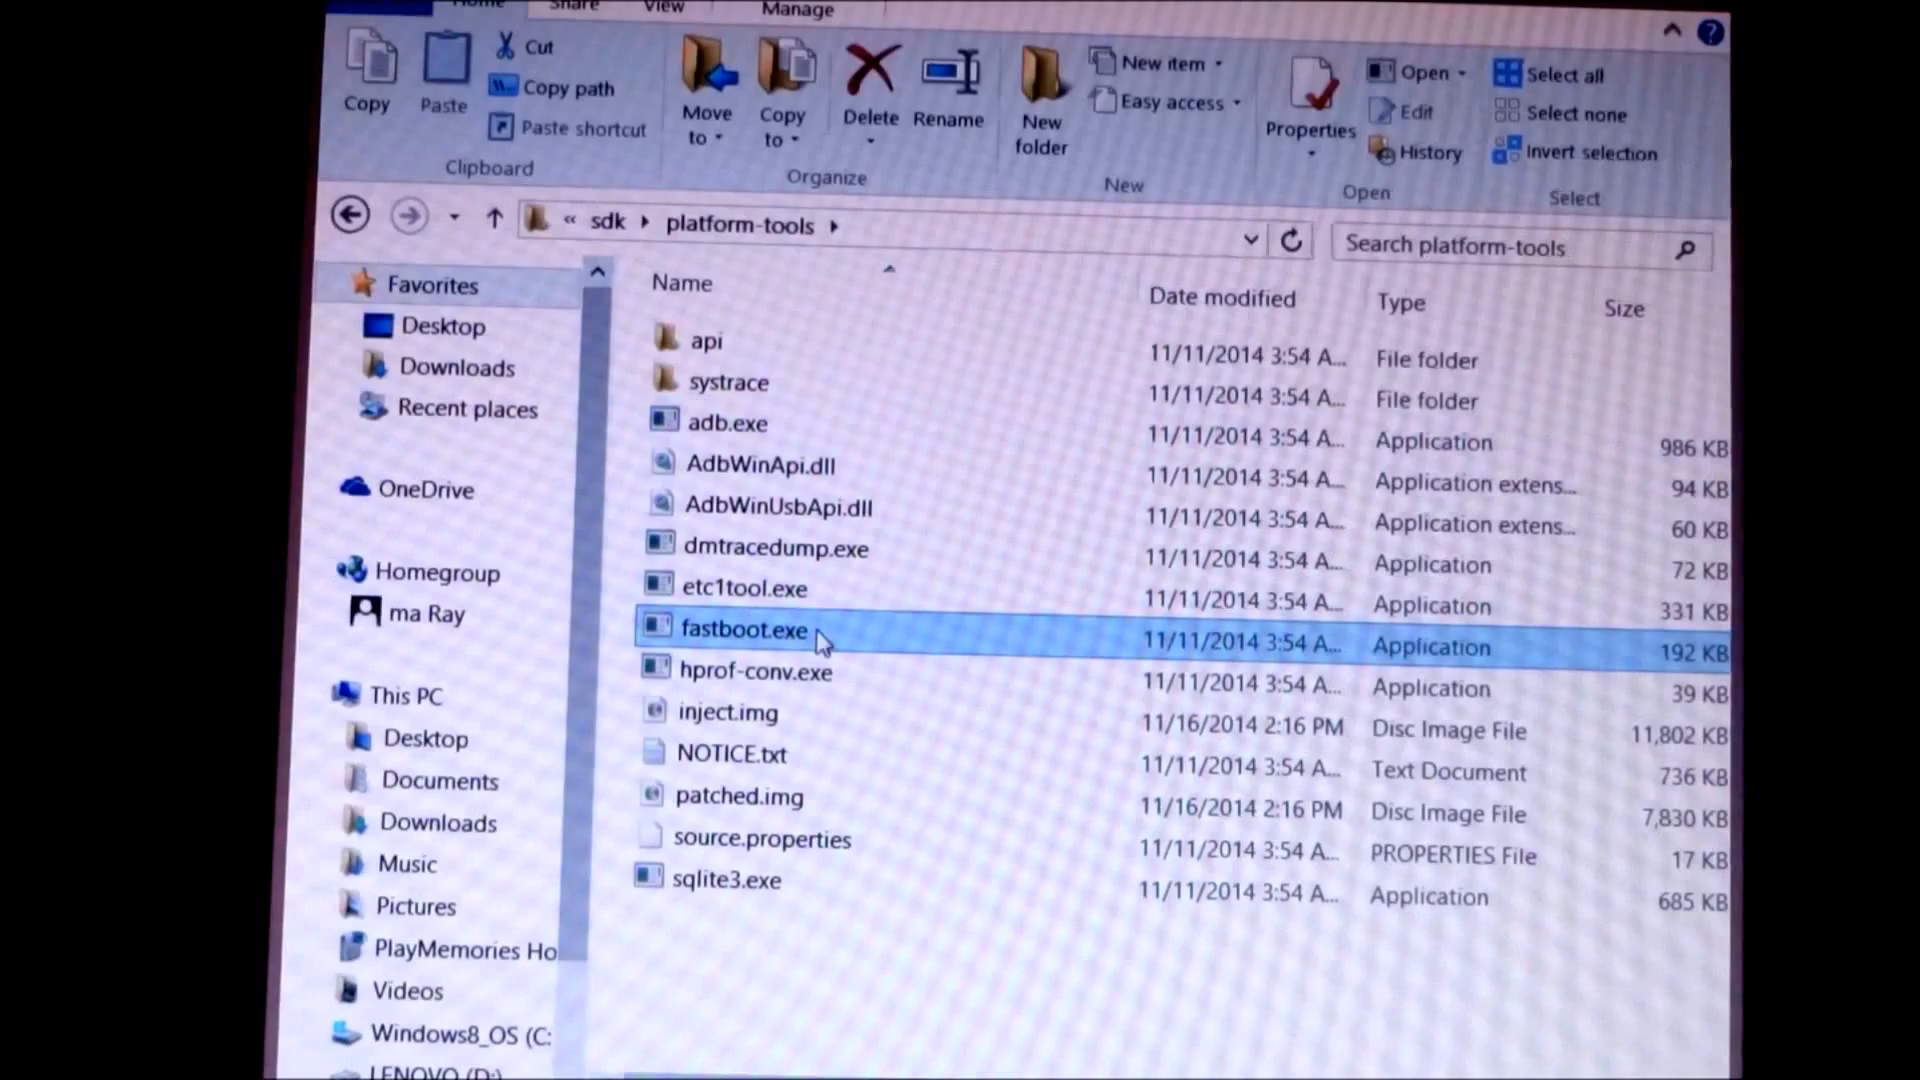 Home
Share
View
Manage
?
Copy
Paste
Cut
Copy path
Paste shortcut
Clipboard
Move
to
Copy
to
Delete
Rename
Organize
New
folder
New item
Easy access
New
Properties
Open
Edit
History
Open
Select all
Select none
Invert selection
Select
« sdk platform-tools
Search platform-tools
Favorites
Desktop
Downloads
Recent places
OneDrive
Homegroup
ma Ray
This PC
Desktop
Documents
Downloads
Music
Pictures
PlayMemories Ho
Videos
Windows8_OS (C:
LENOVO (D:)
Name Date modified Type Size
api 11/11/2014 3:54 A... File folder
systrace 11/11/2014 3:54 A... File folder
adb.exe 11/11/2014 3:54 A... Application 986 KB
AdbWinApi.dll 11/11/2014 3:54 A... Application extens... 94 KB
AdbWinUsbApi.dll 11/11/2014 3:54 A... Application extens... 60 KB
dmtracedump.exe 11/11/2014 3:54 A... Application 72 KB
etc1tool.exe 11/11/2014 3:54 A... Application 331 KB
fastboot.exe 11/11/2014 3:54 A... Application 192 KB
hprof-conv.exe 11/11/2014 3:54 A... Application 39 KB
inject.img 11/16/2014 2:16 PM Disc Image File 11,802 KB
NOTICE.txt 11/11/2014 3:54 A... Text Document 736 KB
patched.img 11/16/2014 2:16 PM Disc Image File 7,830 KB
source.properties 11/11/2014 3:54 A... PROPERTIES File 17 KB
sqlite3.exe 11/11/2014 3:54 A... Application 685 KB